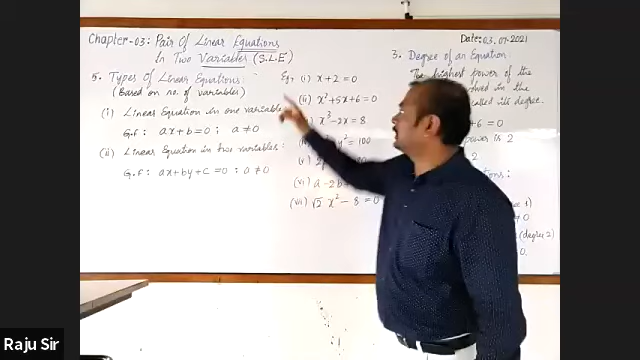 Chapter-03: Pair Of Linear Equations
In Two Variables (S.L.E)
5. Types Of Linear Equations:
(Based on no. of variables)
(i) Linear Equation in one variable:
G.f: ax+b=0 ; a≠0
(ii) Linear Equation in two variables:
G.f: ax+by+c=0 ;
Eg: (i) x+2=0
(ii) x²+5x+6=0
x³-2x=8
y²=100
(v)
(vi) a-2b=
(vii) √2 x²-8=0
Date: 03.07.2021
3. Degree of an Equation:
The highest power of the
in the
called its degree.
+6=0
power is 2
2
(degree 2)
Raju Sir